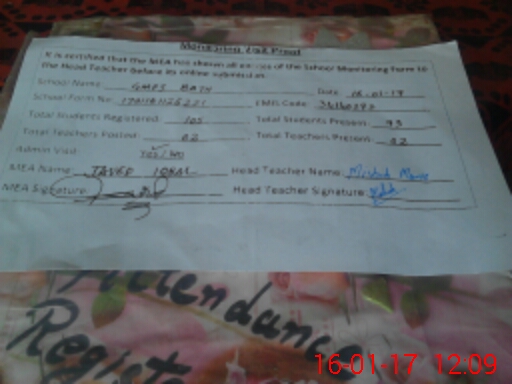 Monitoring Visit Proof
It is certified that the MEA has shown all of the School Monitoring Form to
the Head Teacher before its online submission.
School Name GMPS BATH Date 16-01-17
School Form No: EMIS Code
Total Students Registered: 105 Total Students Present: 93
Total Teachers Posted: 02 Total Teachers Present: 02
Admin Visit Yes/No
MEA Name JAVED IQBAL Head Teacher Name:
MEA Signature: Head Teacher Signature:
Attendance
Register
16-01-17 12:09